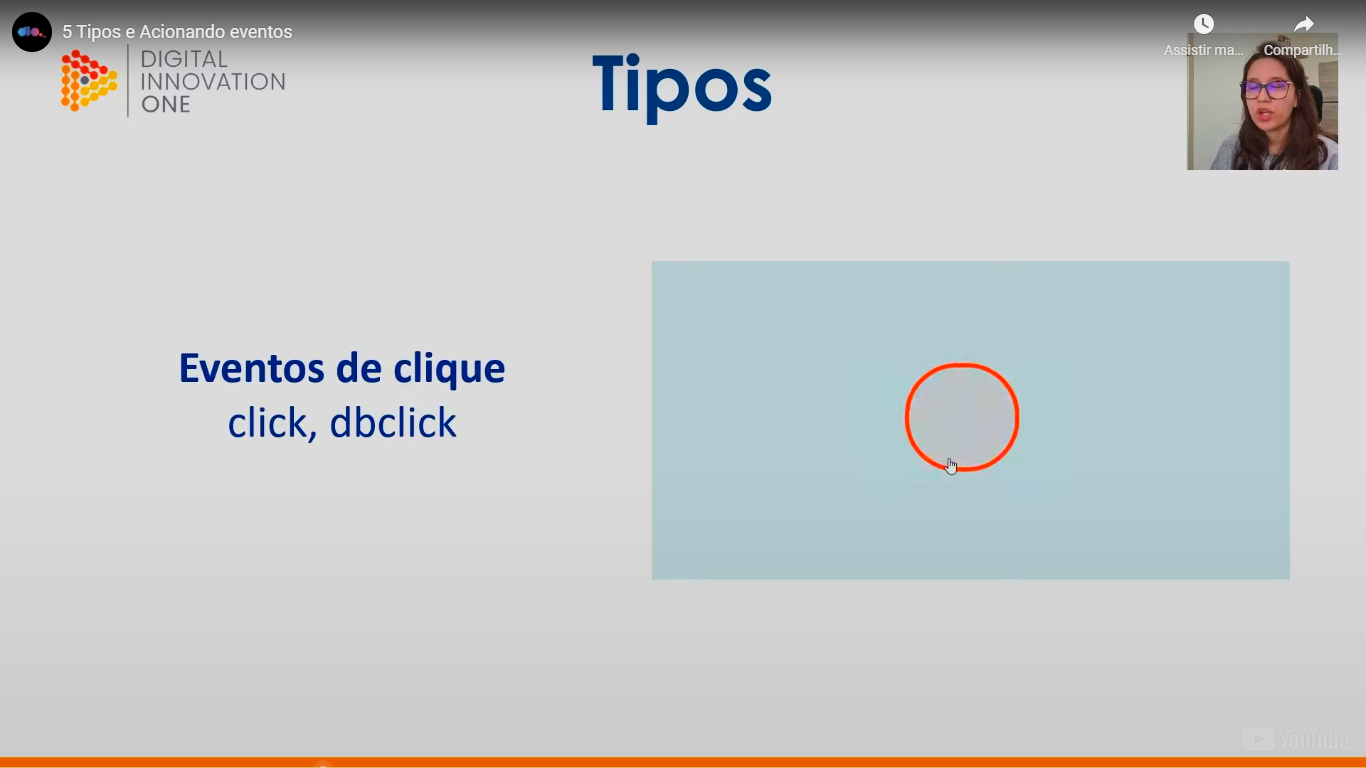 5 Tipos e Acionando eventos
Assistir ma...
Compartilh...
DIGITAL
INNOVATION
ONE
Tipos
Eventos de clique
click, dbclick
YouTube